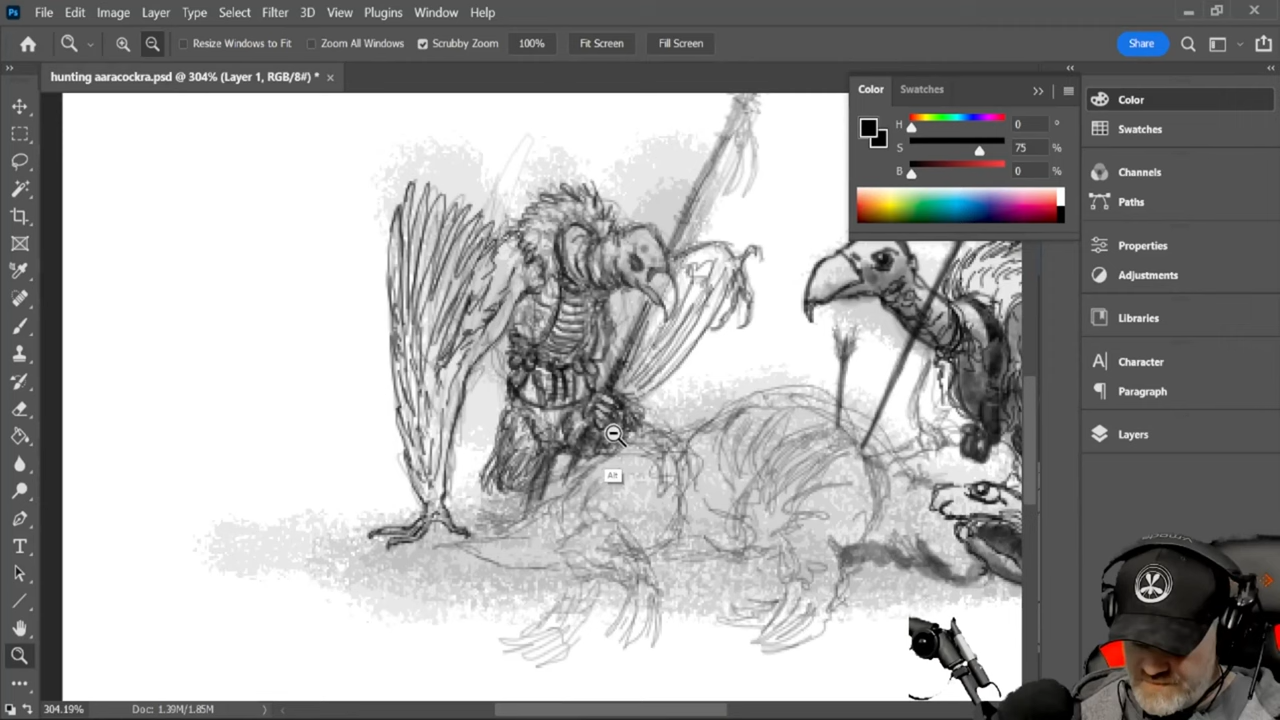 Ps File Edit Image Layer Type Select Filter 3D View Plugins Window Help
Resize Windows to Fit Zoom All Windows Scrubby Zoom 100% Fit Screen Fill Screen Share
hunting aaracockra.psd @ 304% (Layer 1, RGB/8#) *
Color Swatches
H 0 °
S 75 %
B 0 %
Color
Swatches
Channels
Paths
Properties
Adjustments
Libraries
Character
Paragraph
Layers
Alt
304.19% Doc: 1.39M/1.85M